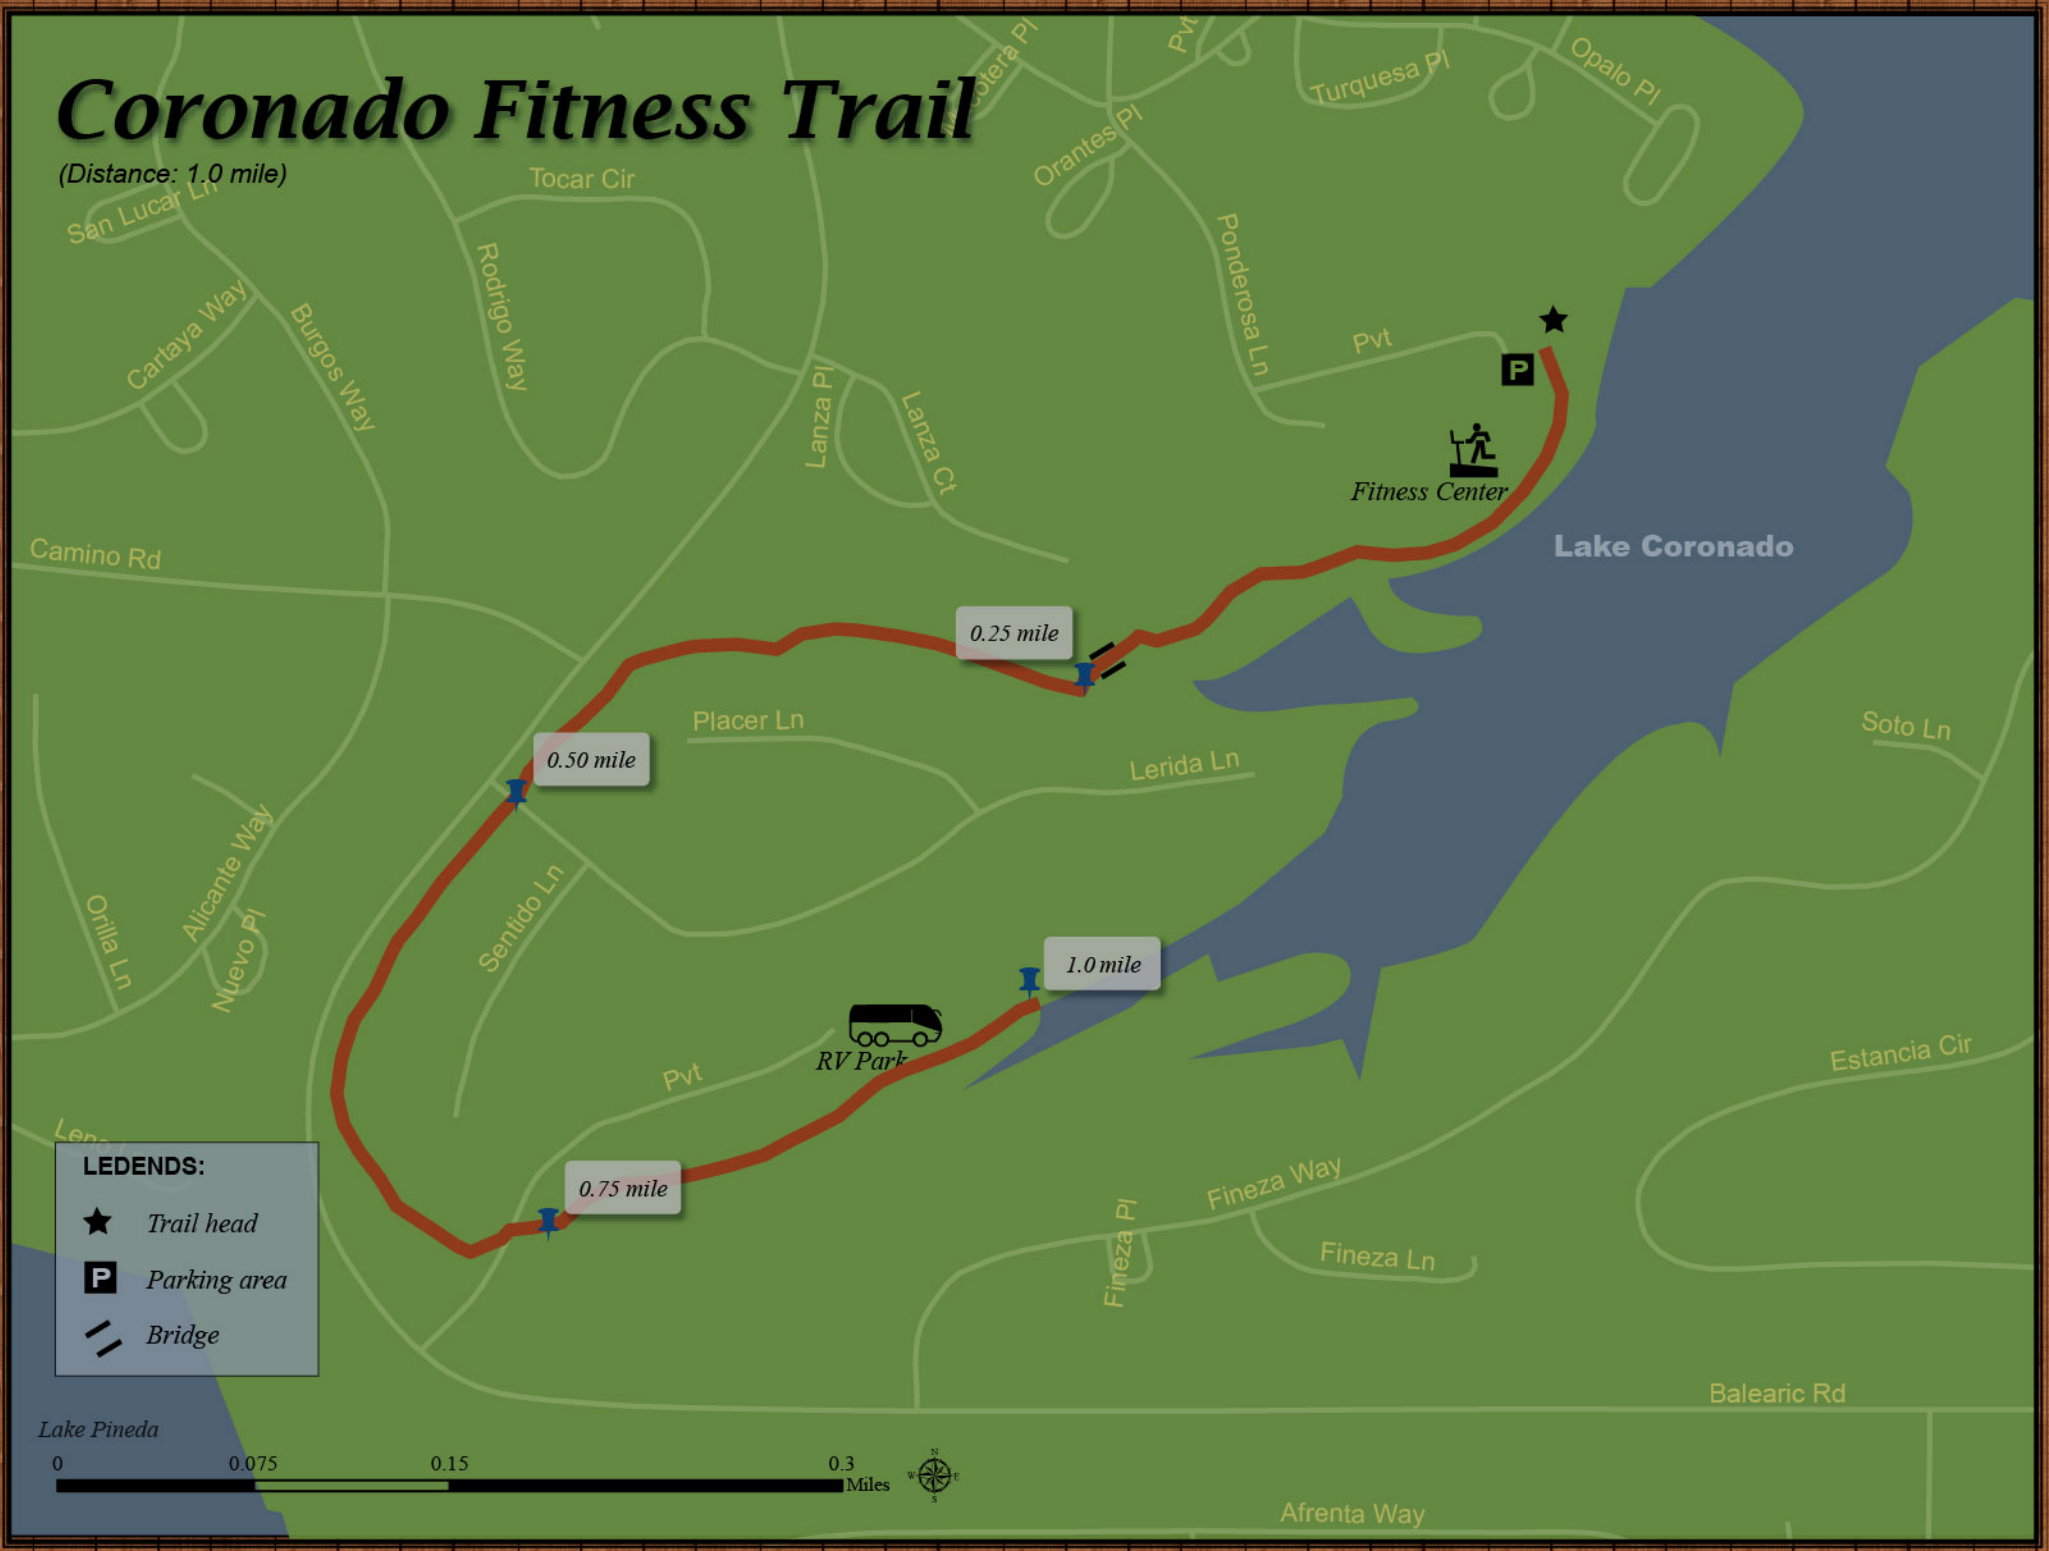 Coronado Fitness Trail
(Distance: 1.0 mile)
Pvt
Turquesa Pl
Opalo Pl
Orantes Pl
Tocar Cir
San Lucar Ln
Rodrigo Way
Ponderosa Ln
Cartaya Way
Burgos Way
Pvt
P
Lanza Pl
Lanza Ct
Fitness Center
Camino Rd
Lake Coronado
0.25 mile
Placer Ln
Soto Ln
0.50 mile
Lerida Ln
Alicante Way
Sentido Ln
Orilla Ln
Nuevo Pl
1.0 mile
RV Park
Pvt
Estancia Cir
0.75 mile
Fineza Way
Fineza Pl
Fineza Ln
LEDENDS:
Trail head
P Parking area
Bridge
Balearic Rd
Lake Pineda
0 0.075 0.15 0.3
Miles
N
W E
S
Afrenta Way